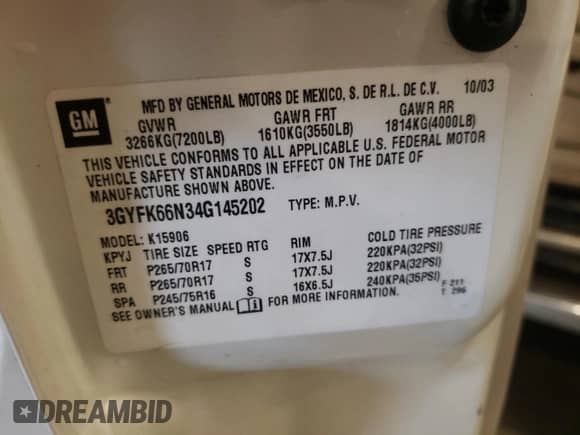 GM ®
MFD BY GENERAL MOTORS DE MEXICO, S. DE R.L. DE C.V. 10/03
GVWR GAWR FRT GAWR RR
3266KG(7200LB) 1610KG(3550LB) 1814KG(4000LB)
THIS VEHICLE CONFORMS TO ALL APPLICABLE U.S. FEDERAL MOTOR
VEHICLE SAFETY STANDARDS IN EFFECT ON THE DATE OF
MANUFACTURE SHOWN ABOVE.
3GYFK66N34G145202 TYPE: M.P.V.
MODEL: K15906
KPYJ TIRE SIZE SPEED RTG RIM COLD TIRE PRESSURE
FRT P265/70R17 S 17X7.5J 220KPA(32PSI)
RR P265/70R17 S 17X7.5J 220KPA(32PSI)
SPA P245/75R16 S 16X6.5J 240KPA(35PSI)
SEE OWNER'S MANUAL FOR MORE INFORMATION.
F 211
T 296
DREAMBID